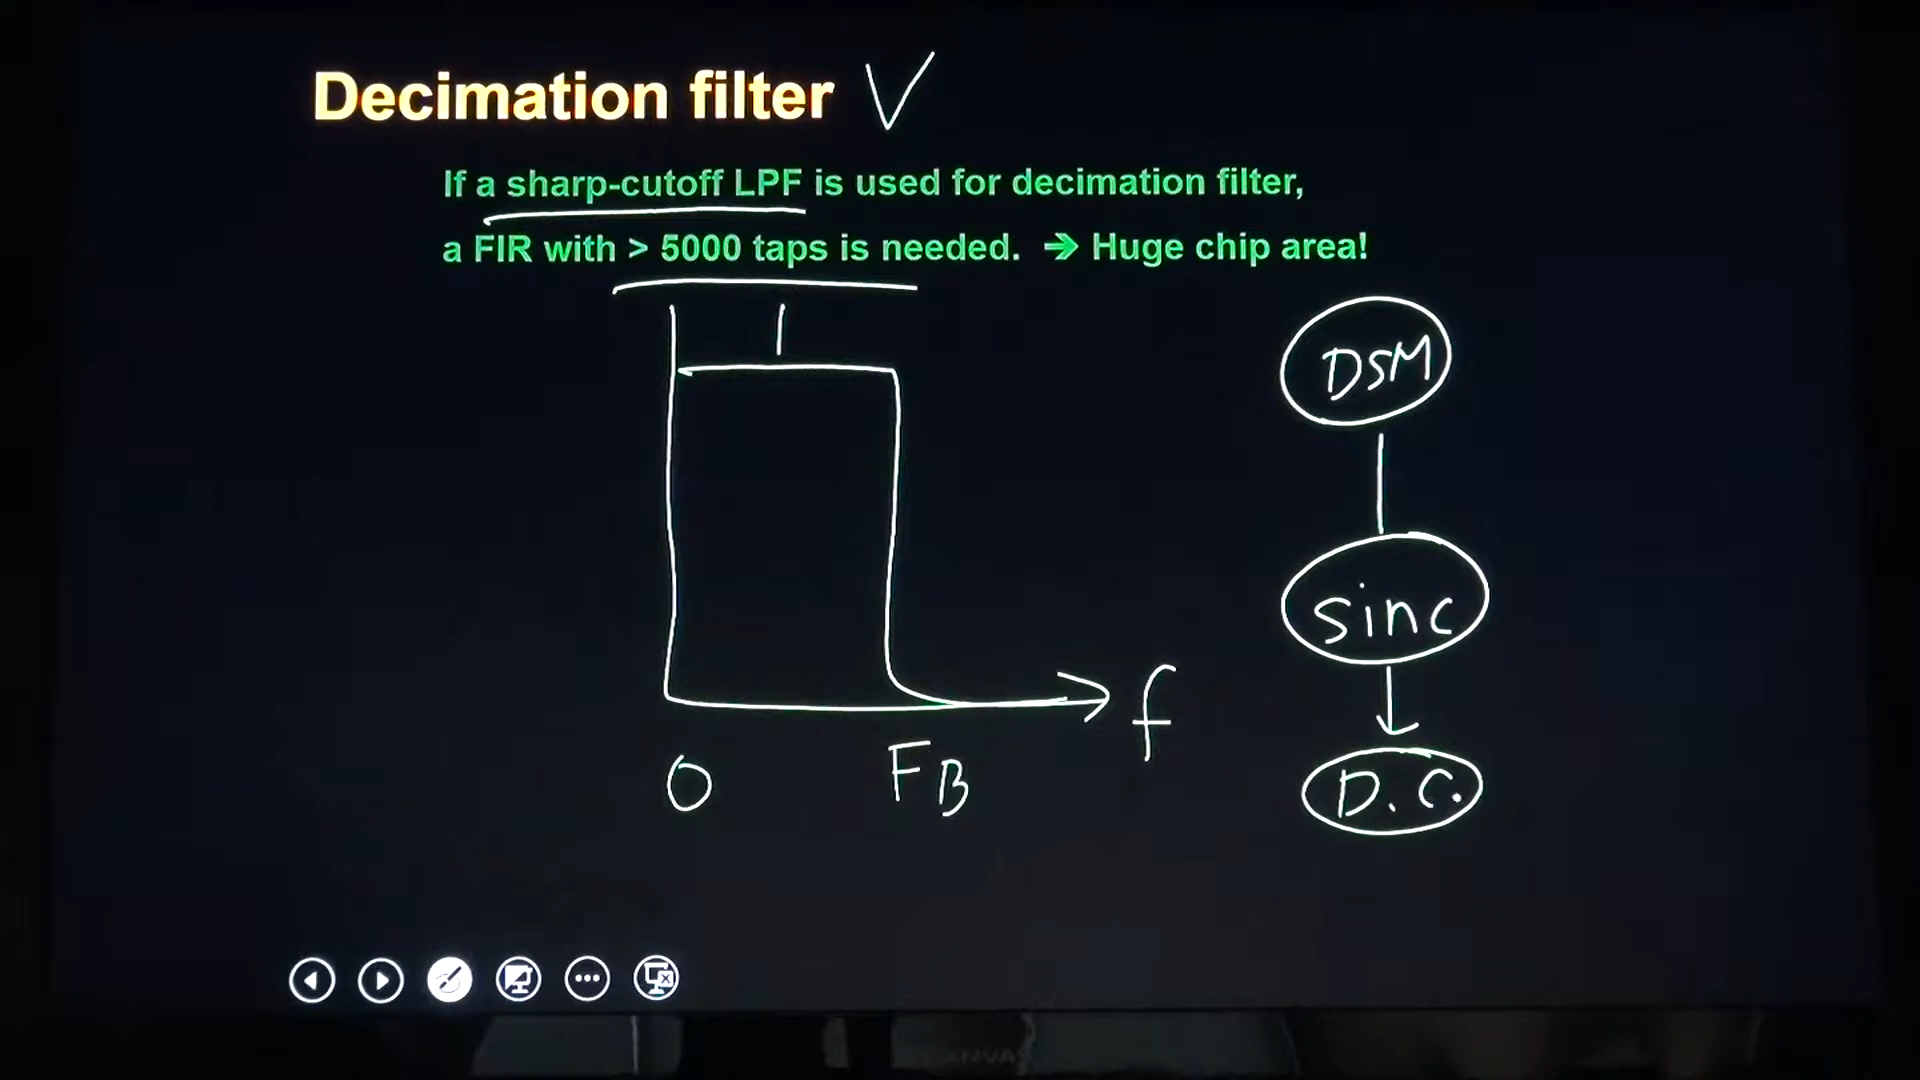 Decimation filter V
If a sharp-cutoff LPF is used for decimation filter,
a FIR with > 5000 taps is needed. ➔ Huge chip area!
DSM
sinc
D.C.
f
0
FB